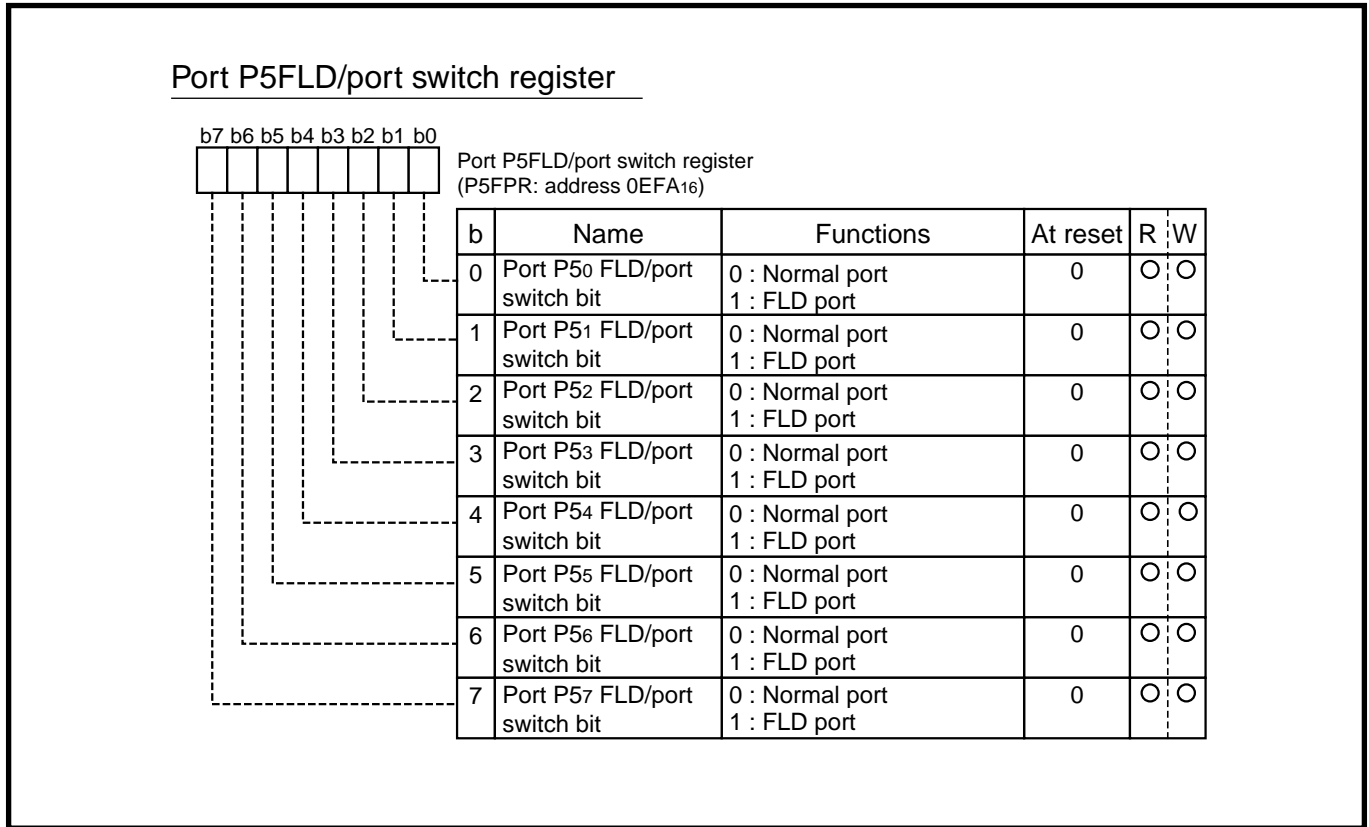 Port P5FLD/port switch register
b7 b6 b5 b4 b3 b2 b1 b0
Port P5FLD/port switch register
(P5FPR: address 0EFA16)
b Name Functions At reset R W
0 Port P50 FLD/port switch bit 0 : Normal port 0 ○ ○
1 : FLD port
1 Port P51 FLD/port switch bit 0 : Normal port 0 ○ ○
1 : FLD port
2 Port P52 FLD/port switch bit 0 : Normal port 0 ○ ○
1 : FLD port
3 Port P53 FLD/port switch bit 0 : Normal port 0 ○ ○
1 : FLD port
4 Port P54 FLD/port switch bit 0 : Normal port 0 ○ ○
1 : FLD port
5 Port P55 FLD/port switch bit 0 : Normal port 0 ○ ○
1 : FLD port
6 Port P56 FLD/port switch bit 0 : Normal port 0 ○ ○
1 : FLD port
7 Port P57 FLD/port switch bit 0 : Normal port 0 ○ ○
1 : FLD port